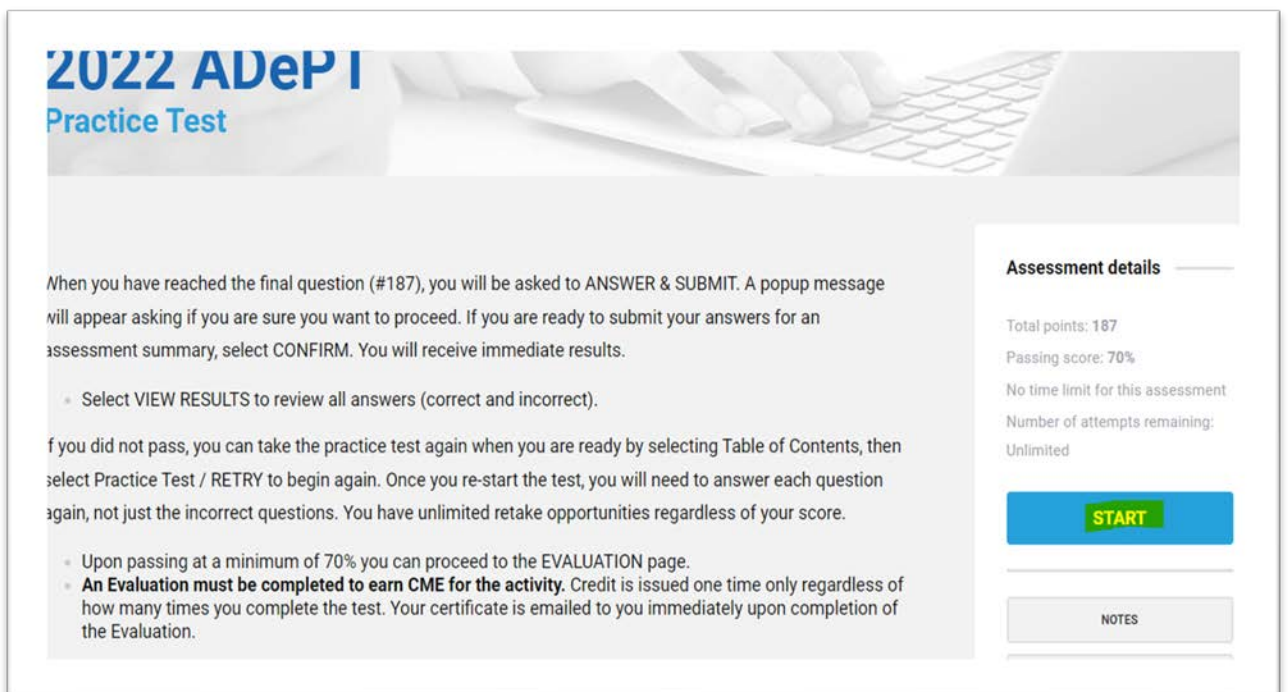 2022 ADePT
Practice Test
When you have reached the final question (#187), you will be asked to ANSWER & SUBMIT. A popup message
will appear asking if you are sure you want to proceed. If you are ready to submit your answers for an
assessment summary, select CONFIRM. You will receive immediate results.
Select VIEW RESULTS to review all answers (correct and incorrect).
If you did not pass, you can take the practice test again when you are ready by selecting Table of Contents, then
select Practice Test / RETRY to begin again. Once you re-start the test, you will need to answer each question
again, not just the incorrect questions. You have unlimited retake opportunities regardless of your score.
Upon passing at a minimum of 70% you can proceed to the EVALUATION page.
An Evaluation must be completed to earn CME for the activity. Credit is issued one time only regardless of
how many times you complete the test. Your certificate is emailed to you immediately upon completion of
the Evaluation.
Assessment details
Total points: 187
Passing score: 70%
No time limit for this assessment
Number of attempts remaining:
Unlimited
START
NOTES